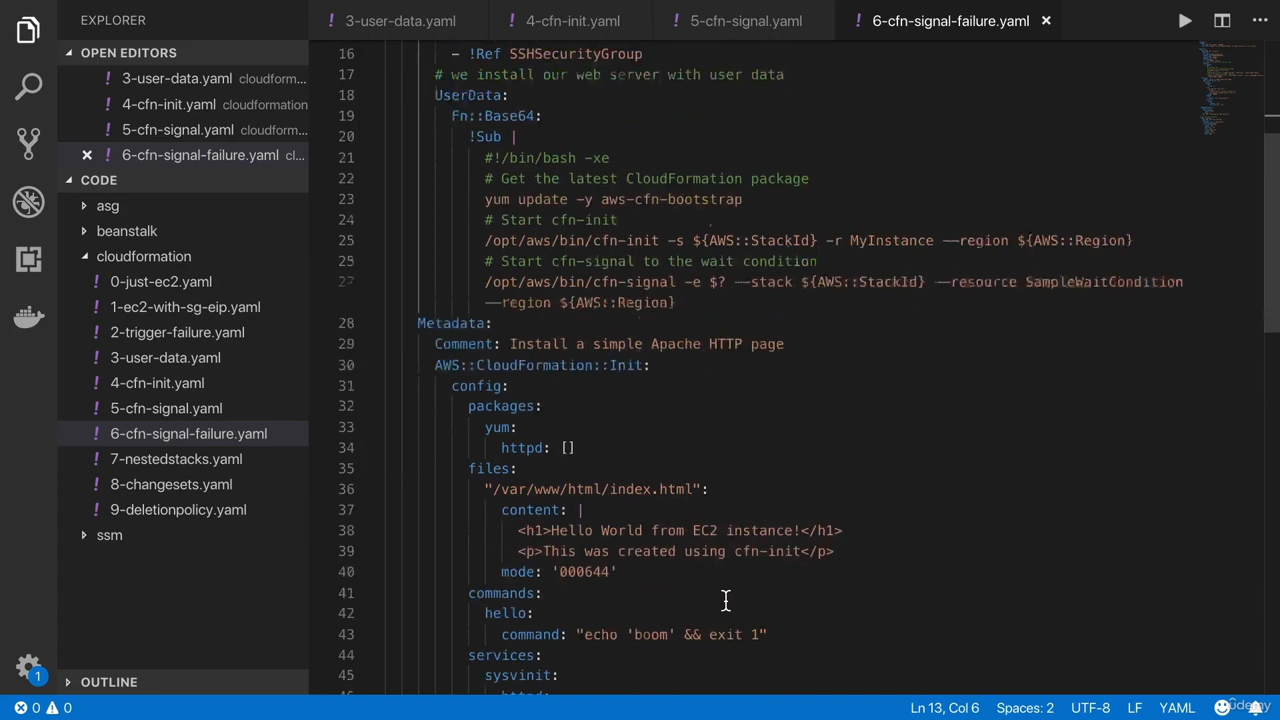 EXPLORER
OPEN EDITORS
3-user-data.yaml cloudform...
4-cfn-init.yaml cloudformation
5-cfn-signal.yaml cloudform...
6-cfn-signal-failure.yaml cl...
CODE
asg
beanstalk
cloudformation
0-just-ec2.yaml
1-ec2-with-sg-eip.yaml
2-trigger-failure.yaml
3-user-data.yaml
4-cfn-init.yaml
5-cfn-signal.yaml
6-cfn-signal-failure.yaml
7-nestedstacks.yaml
8-changesets.yaml
9-deletionpolicy.yaml
ssm
OUTLINE
1
3-user-data.yaml 4-cfn-init.yaml 5-cfn-signal.yaml 6-cfn-signal-failure.yaml
16 - !Ref SSHSecurityGroup
17 # we install our web server with user data
18 UserData:
19 Fn::Base64:
20 !Sub |
21 #!/bin/bash -xe
22 # Get the latest CloudFormation package
23 yum update -y aws-cfn-bootstrap
24 # Start cfn-init
25 /opt/aws/bin/cfn-init -s ${AWS::StackId} -r MyInstance --region ${AWS::Region}
# Start cfn-signal to the wait condition
27 /opt/aws/bin/cfn-signal -e $? --stack ${AWS::StackId} --resource SampleWaitCondition
--region ${AWS::Region}
28 Metadata:
29 Comment: Install a simple Apache HTTP page
30 AWS::CloudFormation::Init:
31 config:
32 packages:
33 yum:
34 httpd: []
35 files:
36 "/var/www/html/index.html":
37 content: |
38 <h1>Hello World from EC2 instance!</h1>
39 <p>This was created using cfn-init</p>
40 mode: '000644'
41 commands:
42 hello:
43 command: "echo 'boom' && exit 1"
44 services:
45 sysvinit:
0 0 Ln 13, Col 6 Spaces: 2 UTF-8 LF YAML